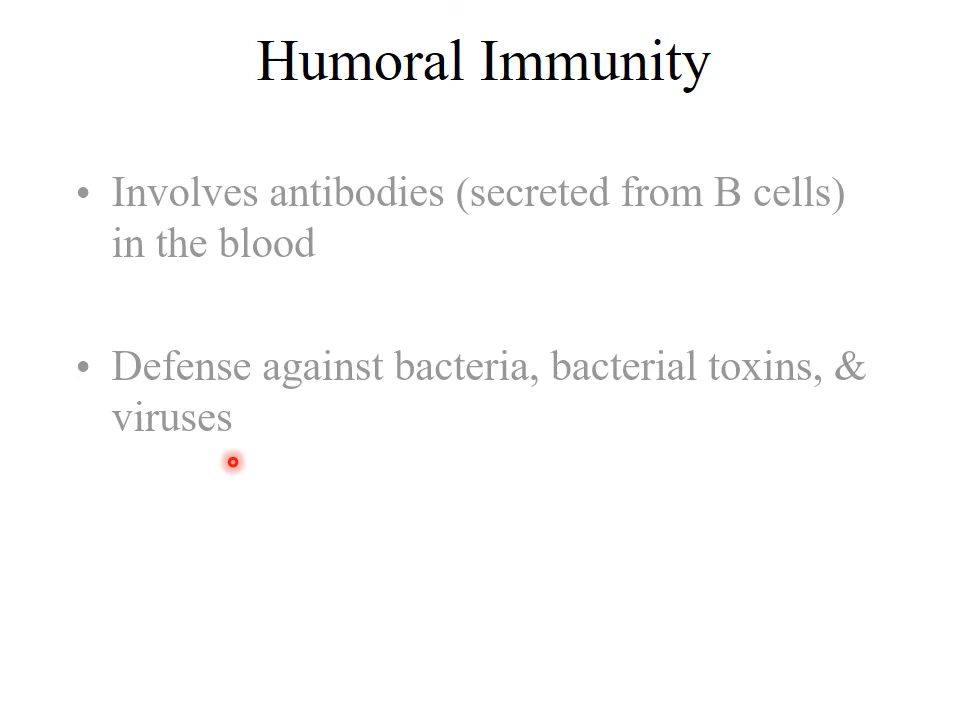 Humoral Immunity
• Involves antibodies (secreted from B cells)
in the blood
• Defense against bacteria, bacterial toxins, &
viruses